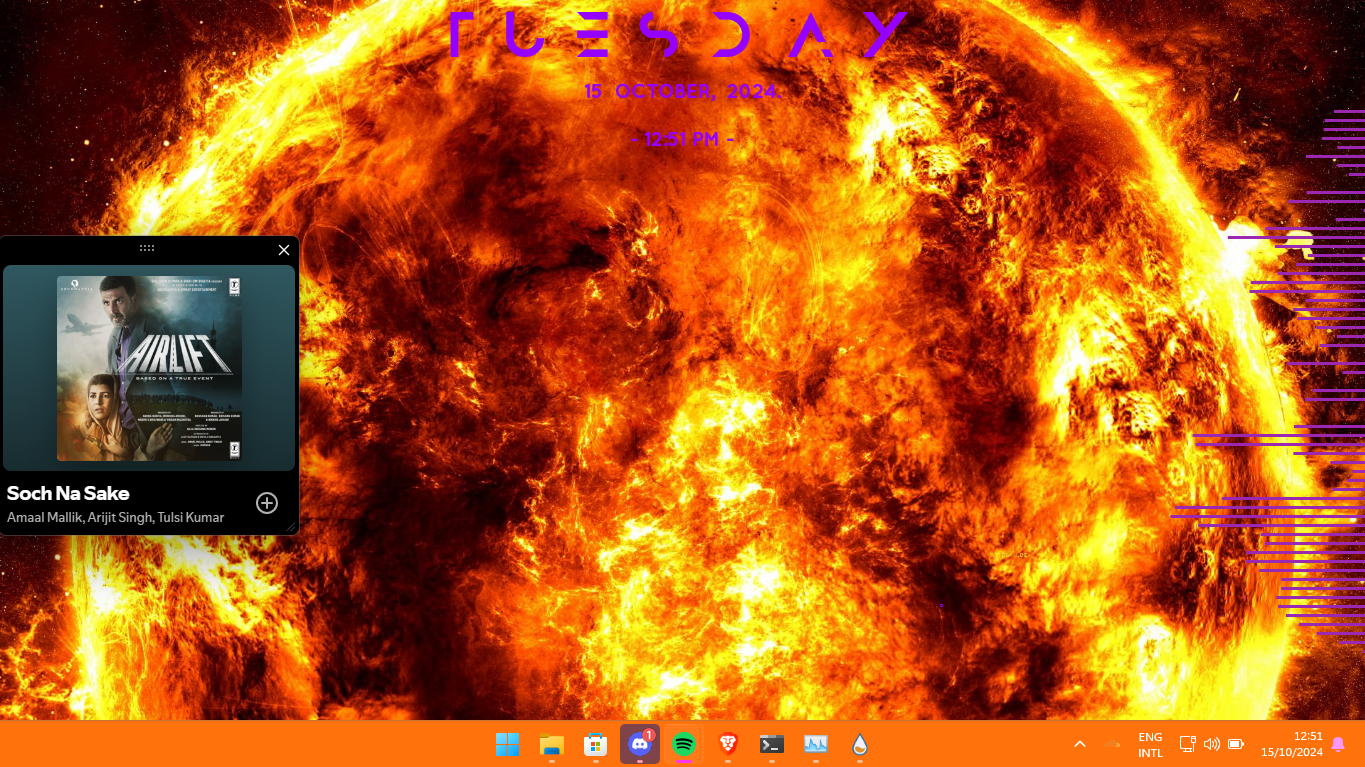 TUESDAY
15 OCTOBER, 2024.
- 12:51 PM -
AIRLIFT
BASED ON A TRUE EVENT
Soch Na Sake
Amaal Mallik, Arijit Singh, Tulsi Kumar
1
ENG
INTL
12:51
15/10/2024